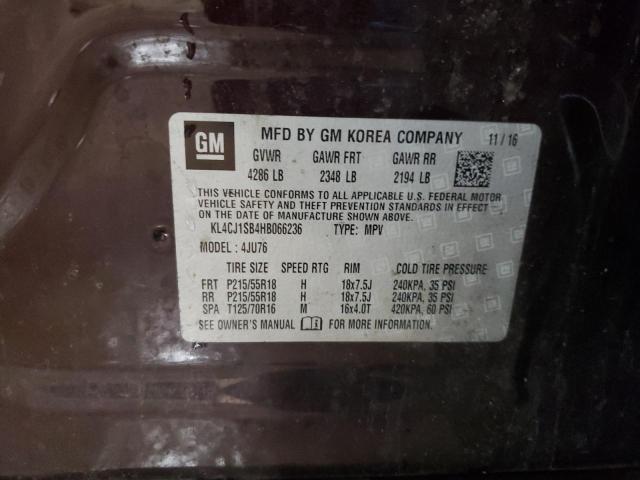 GM MFD BY GM KOREA COMPANY 11/16
GVWR GAWR FRT GAWR RR
4286 LB 2348 LB 2194 LB
THIS VEHICLE CONFORMS TO ALL APPLICABLE U.S. FEDERAL MOTOR
VEHICLE SAFETY AND THEFT PREVENTION STANDARDS IN EFFECT
ON THE DATE OF MANUFACTURE SHOWN ABOVE.
KL4CJ1SB4HB066236 TYPE: MPV
MODEL: 4JU76
TIRE SIZE SPEED RTG RIM COLD TIRE PRESSURE
FRT P215/55R18 H 18x7.5J 240KPA, 35 PSI
RR P215/55R18 H 18x7.5J 240KPA, 35 PSI
SPA T125/70R16 M 16x4.0T 420KPA, 60 PSI
SEE OWNER'S MANUAL FOR MORE INFORMATION.